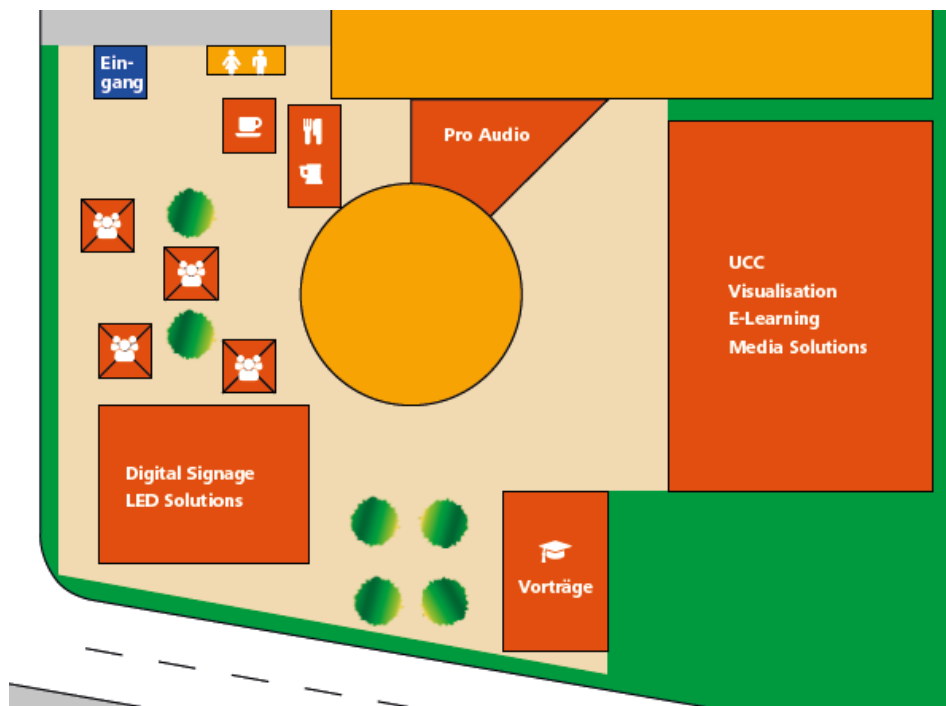 Ein-
gang
Pro Audio
UCC
Visualisation
E-Learning
Media Solutions
Digital Signage
LED Solutions
Vorträge